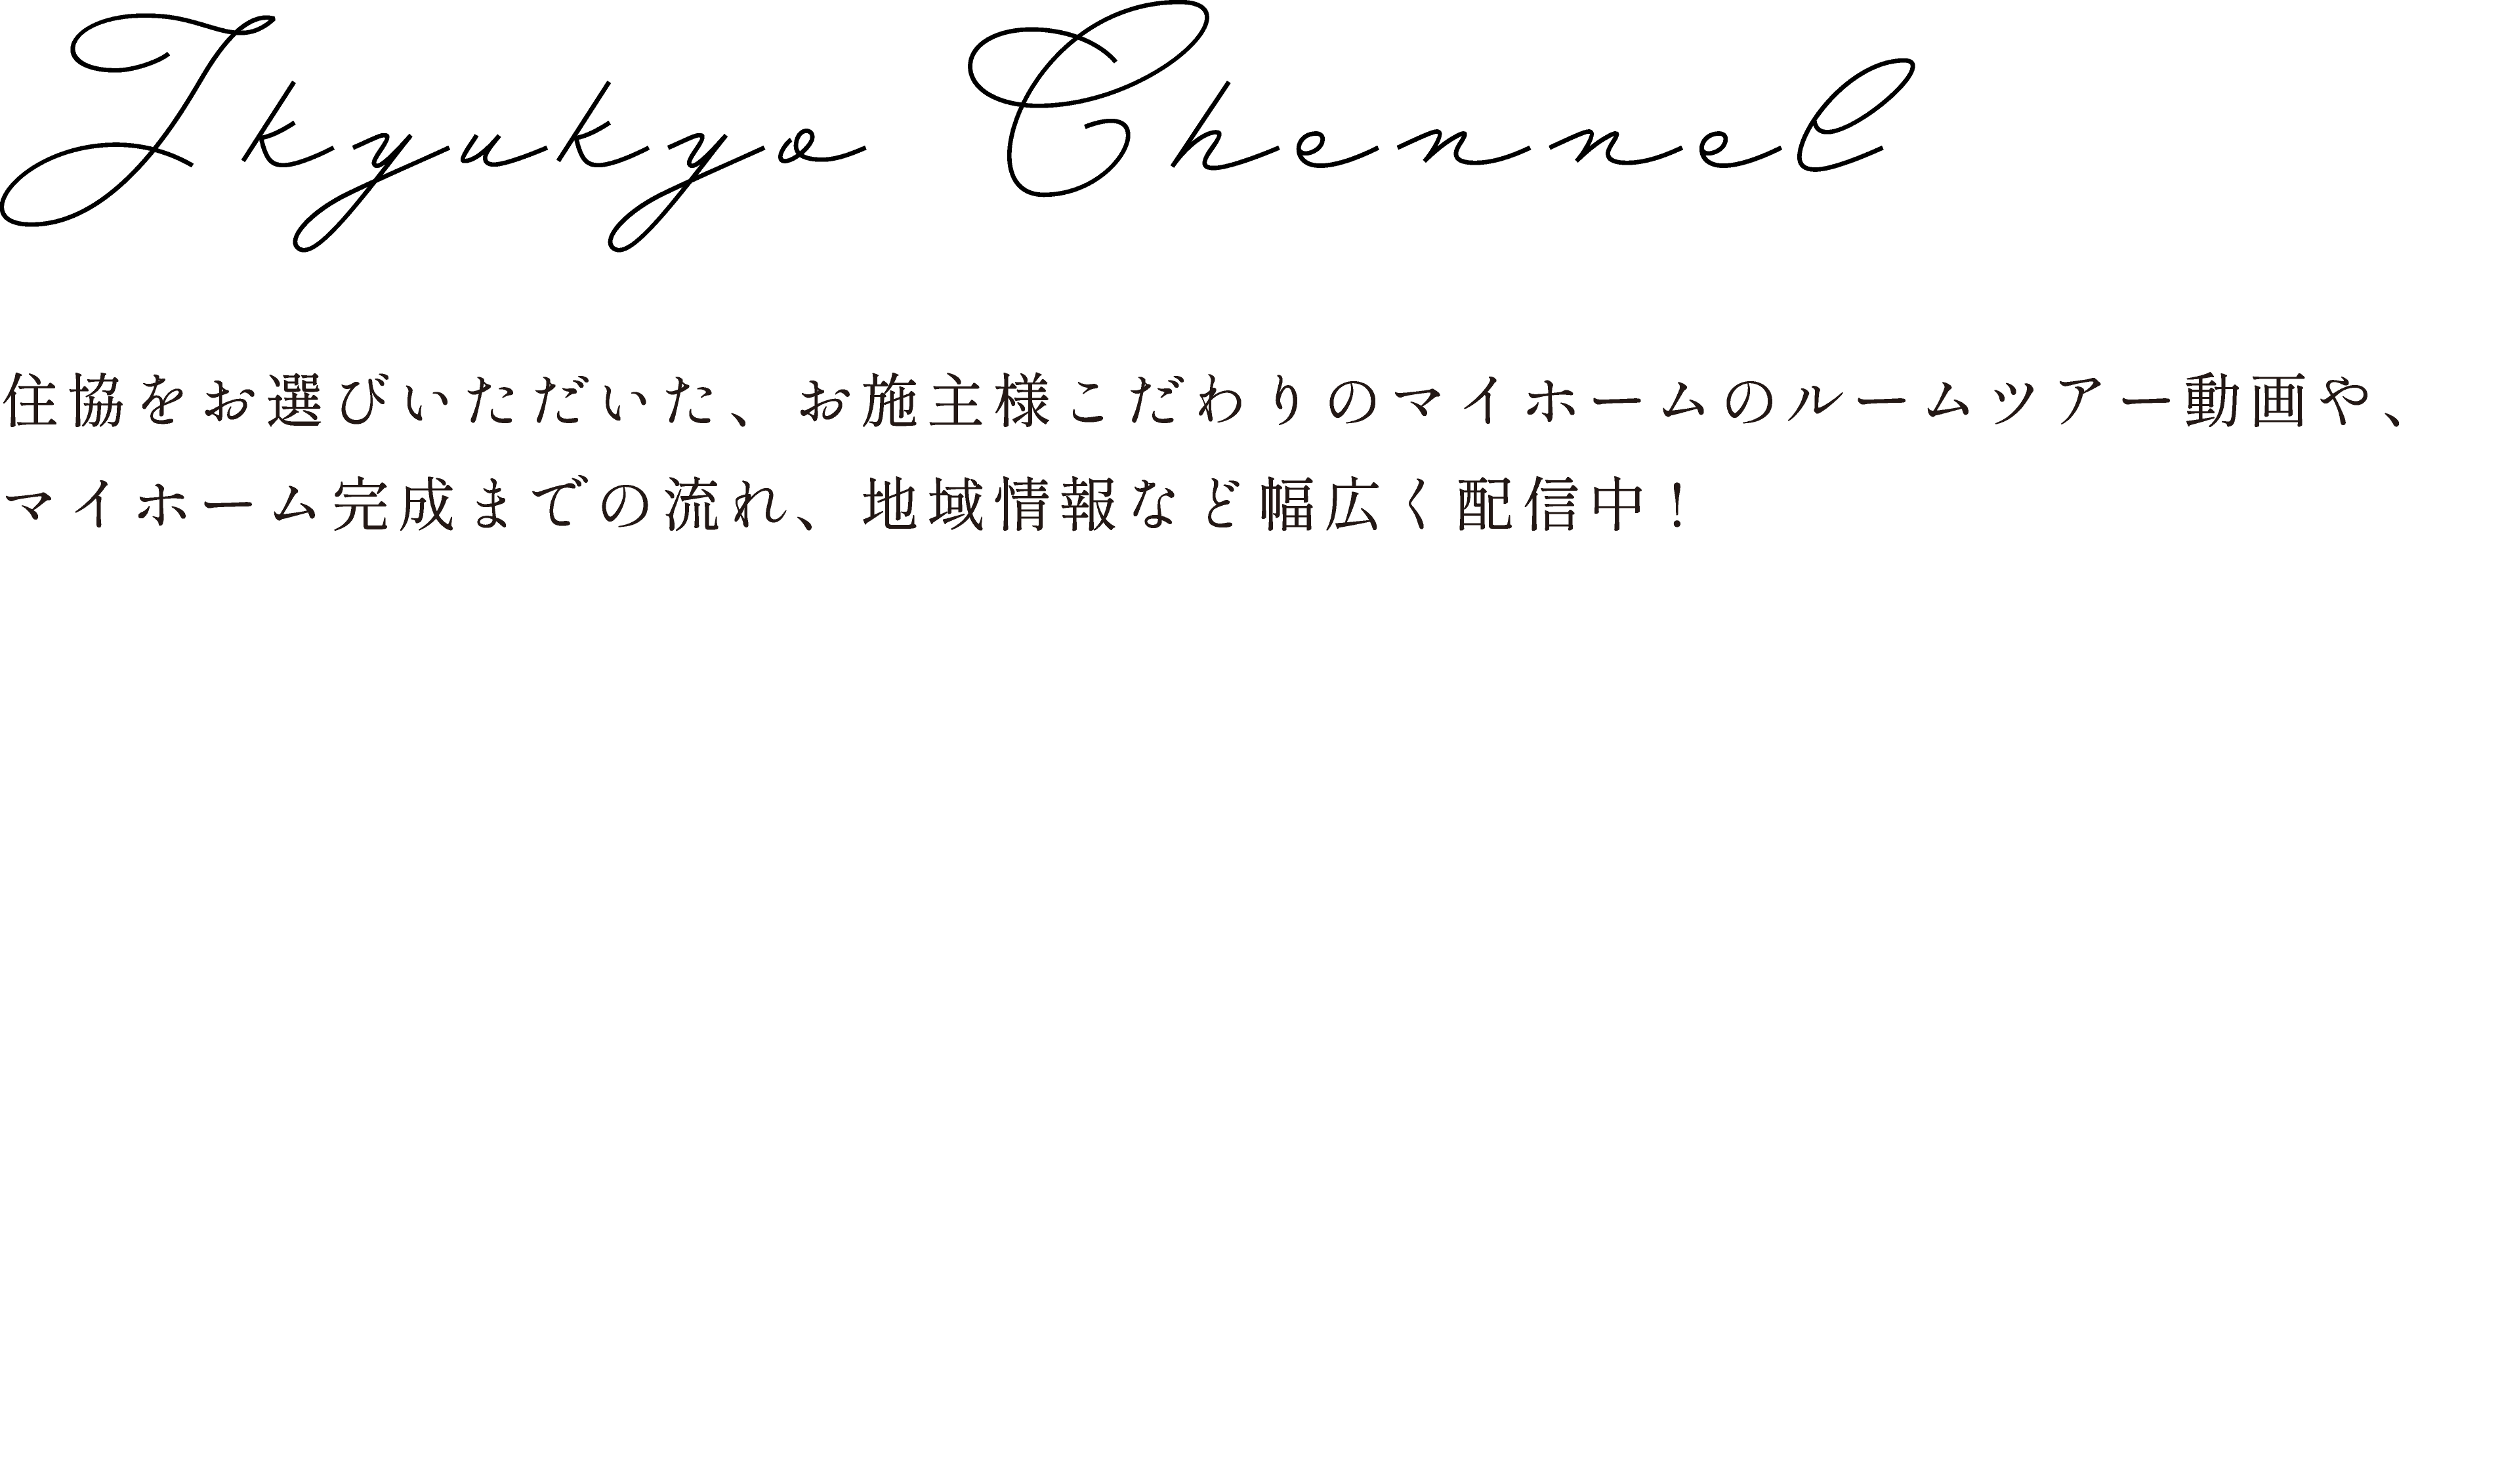 Jkyukyo Chennel
住協をお選びいただいた、お施主様こだわりのマイホームのルームツアー動画や、
マイホーム完成までの流れ、地域情報など幅広く配信中！